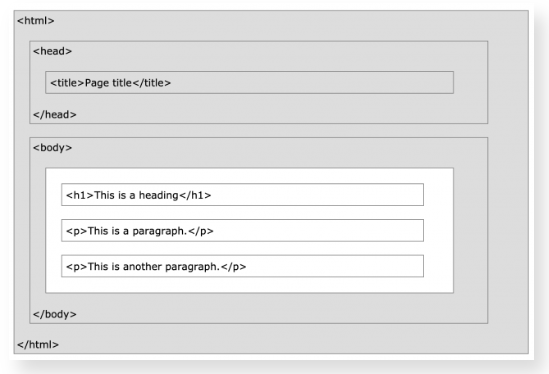 <html>
<head>
<title>Page title</title>
</head>
<body>
<h1>This is a heading</h1>
<p>This is a paragraph.</p>
<p>This is another paragraph.</p>
</body>
</html>